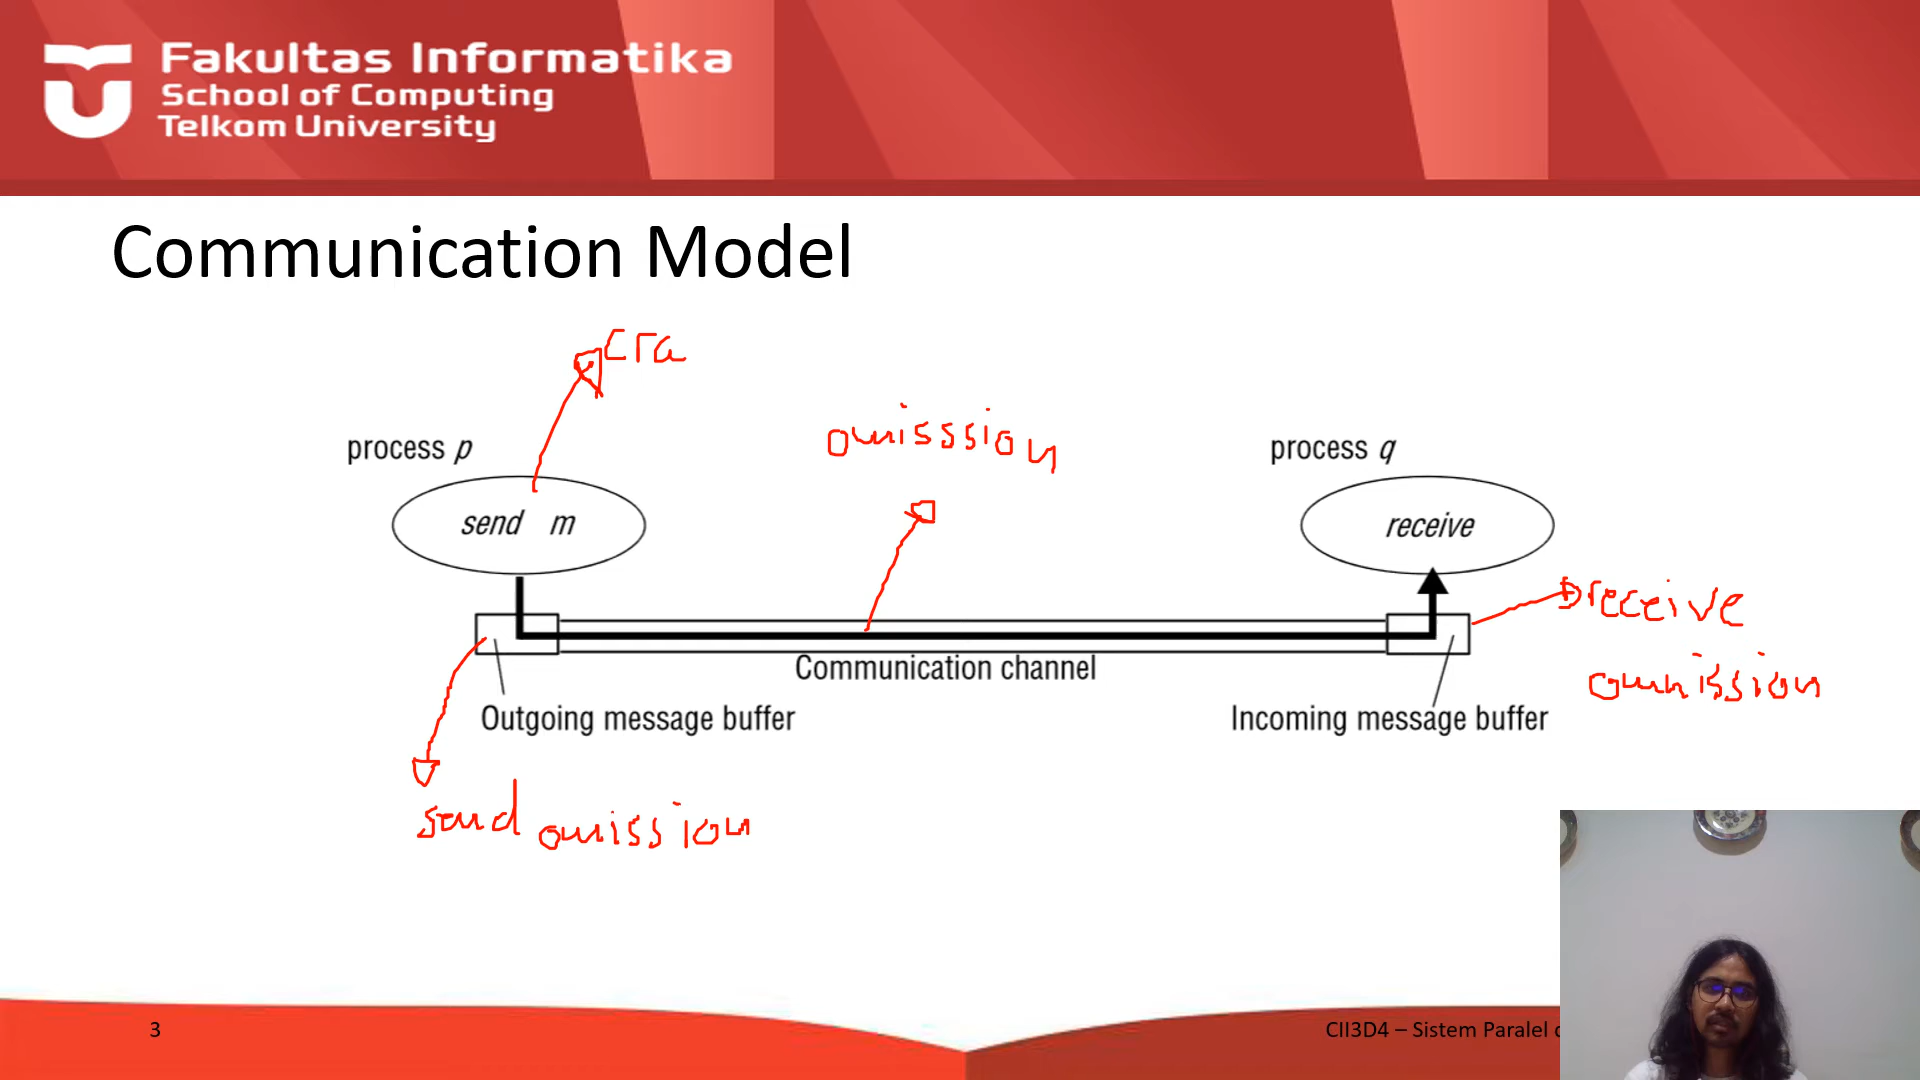 Fakultas Informatika
School of Computing
Telkom University
Communication Model
cra
omisssion
process p
process q
send m
receive
receive
omission
Communication channel
Outgoing message buffer
Incoming message buffer
send omission
3
CII3D4 – Sistem Paralel d